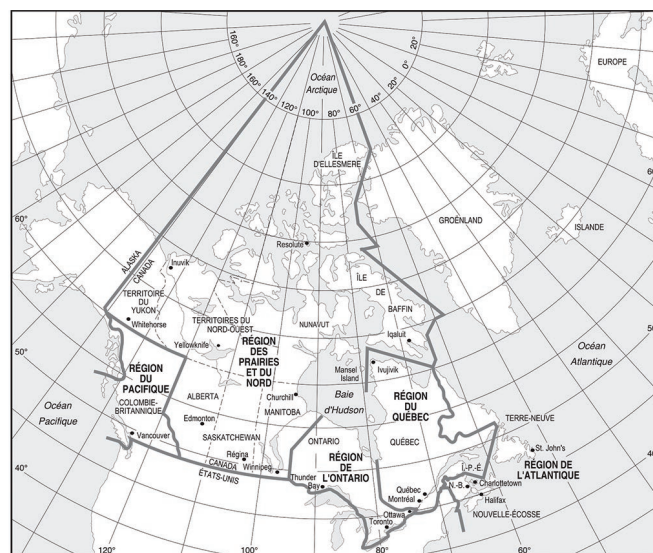 160°
180°
160°
140°
120°
100°
80°
60°
40°
20°
0°
20°
Océan
Arctique
EUROPE
ÎLE
D'ELLESMERE
GROENLAND
ISLANDE
60°
60°
Resolute
ALASKA
CANADA
Inuvik
ÎLE
DE
BAFFIN
TERRITOIRE
DU
YUKON
Whitehorse
TERRITOIRES DU
NORD-OUEST
NUNAVUT
Iqaluit
Yellowknife
50°
50°
Océan
Atlantique
RÉGION
DES
PRAIRIES
ET DU
NORD
Mansel
Island
Ivujivik
RÉGION
DU
PACIFIQUE
COLOMBIE-
BRITANNIQUE
ALBERTA
Churchill
MANITOBA
Baie
d'Hudson
RÉGION
DU
QUÉBEC
Océan
Pacifique
Edmonton
TERRE-NEUVE
Vancouver
SASKATCHEWAN
ONTARIO
QUÉBEC
St. John's
Régina
Winnipeg
CANADA
ÉTATS-UNIS
Thunder
Bay
RÉGION
DE
L'ONTARIO
Î.-P.-É.
N.-B.
Charlottetown
RÉGION DE
L'ATLANTIQUE
40°
40°
Québec
Montréal
Halifax
Ottawa
Toronto
NOUVELLE-ÉCOSSE
120°
100°
80°
60°